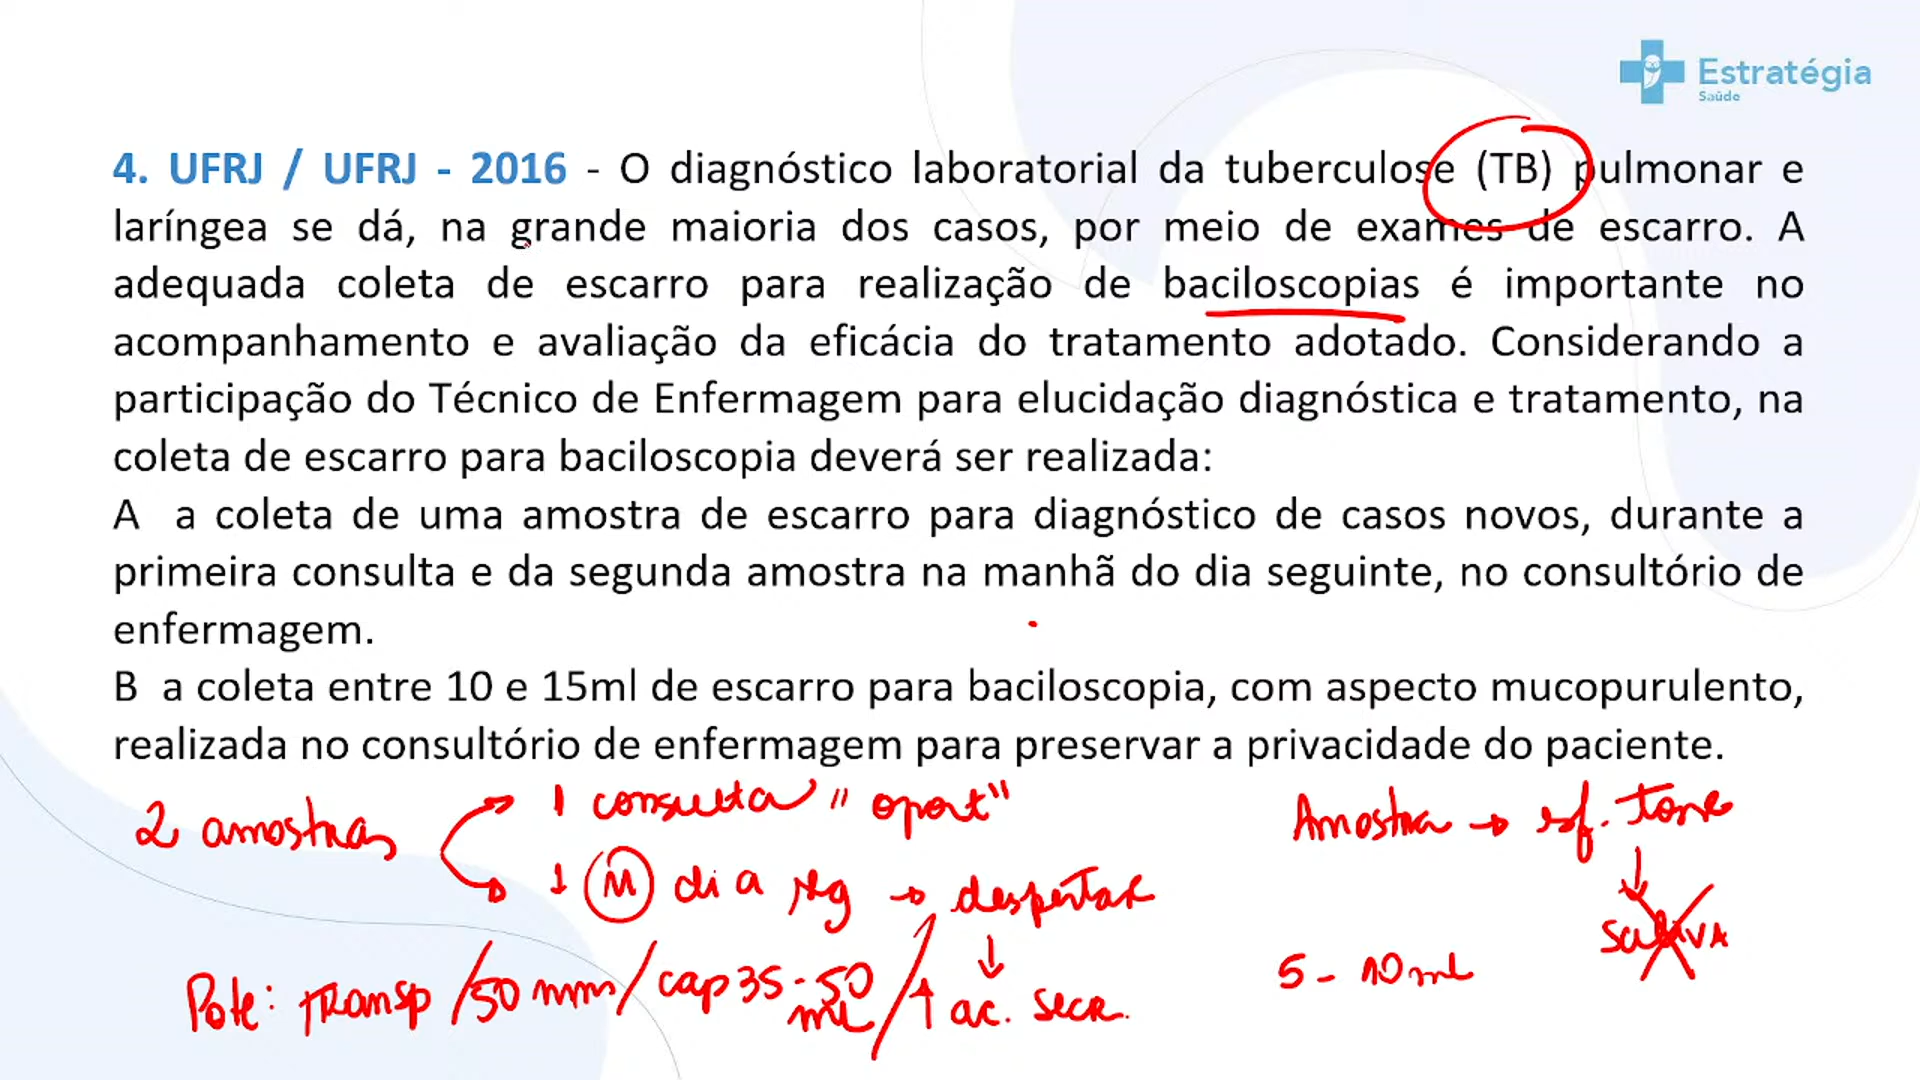 Estratégia
Saúde
4. UFRJ / UFRJ - 2016 - O diagnóstico laboratorial da tuberculose (TB) pulmonar e
laríngea se dá, na grande maioria dos casos, por meio de exames de escarro. A
adequada coleta de escarro para realização de baciloscopias é importante no
acompanhamento e avaliação da eficácia do tratamento adotado. Considerando a
participação do Técnico de Enfermagem para elucidação diagnóstica e tratamento, na
coleta de escarro para baciloscopia deverá ser realizada:
A a coleta de uma amostra de escarro para diagnóstico de casos novos, durante a
primeira consulta e da segunda amostra na manhã do dia seguinte, no consultório de
enfermagem.
B a coleta entre 10 e 15ml de escarro para baciloscopia, com aspecto mucopurulento,
realizada no consultório de enfermagem para preservar a privacidade do paciente.
2 amostras
1 consulta "oport"
1 M dia seg → despertar
↑ ac. secr.
Pote: transp / 50 mm / cap 35-50 ml /
Amostra → esf. tosse
saliva
5 - 10 ml